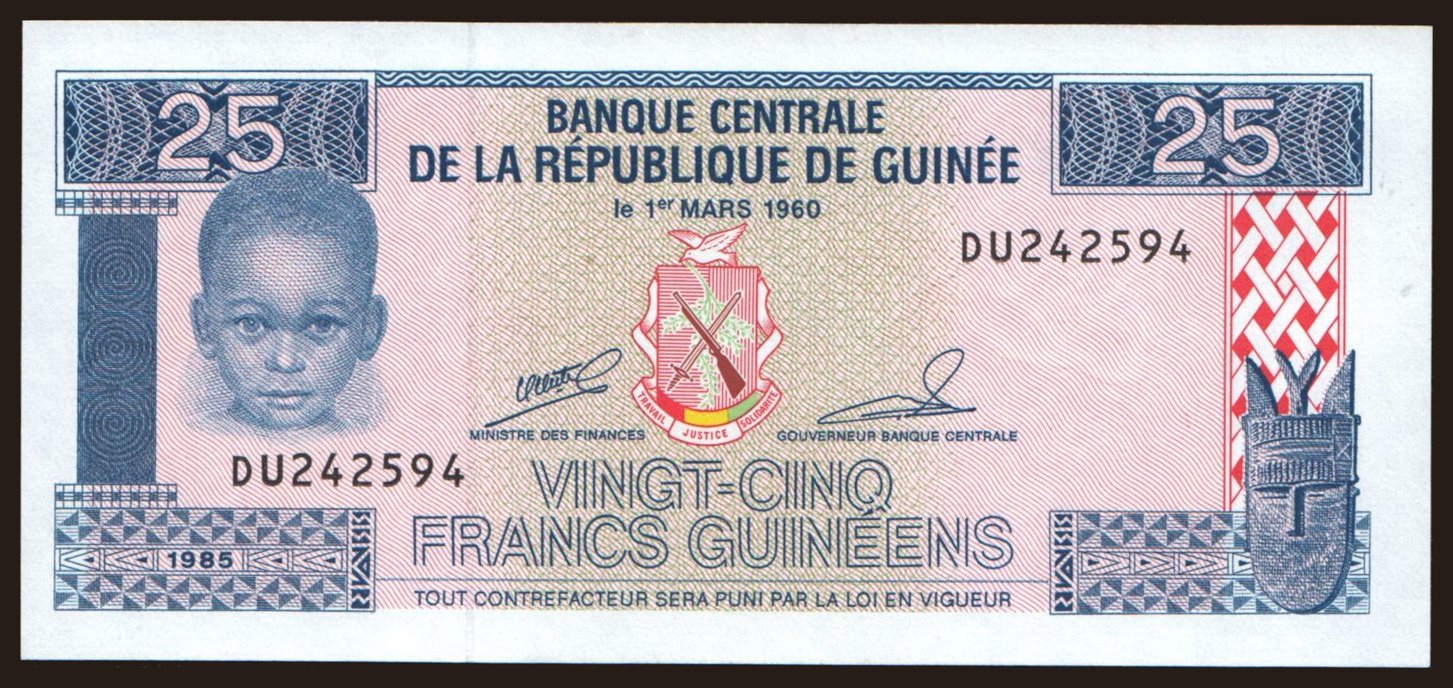 25
25
BANQUE CENTRALE
DE LA RÉPUBLIQUE DE GUINÉE
le 1er MARS 1960
DU242594
TRAVAIL JUSTICE SOLIDARITÉ
MINISTRE DES FINANCES
GOUVERNEUR BANQUE CENTRALE
DU242594
VINGT-CINQ
FRANCS GUINÉENS
1985
TOUT CONTREFACTEUR SERA PUNI PAR LA LOI EN VIGUEUR